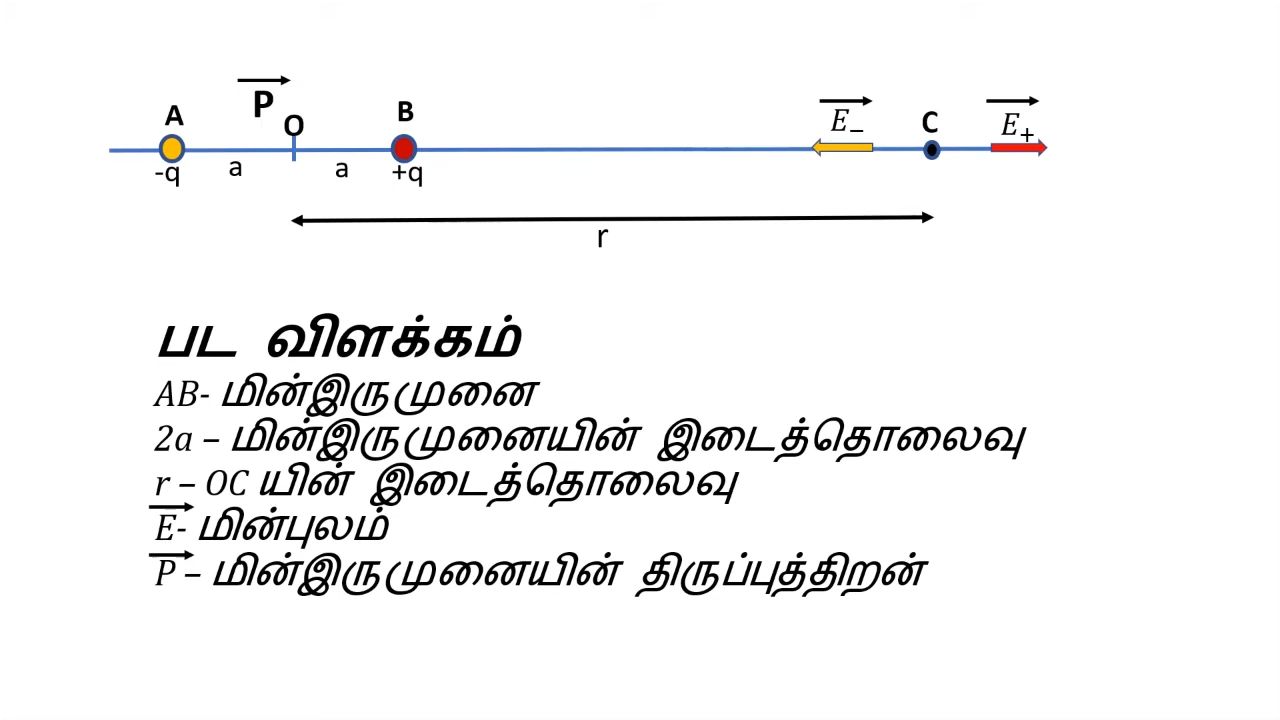 P⃗
A
O
B
E⃗₋
C
E⃗₊
-q
a
a
+q
r
பட விளக்கம்
AB- மின்இருமுனை
2a – மின்இருமுனையின் இடைத்தொலைவு
r – OC யின் இடைத்தொலைவு
E⃗- மின்புலம்
P⃗ – மின்இருமுனையின் திருப்புத்திறன்